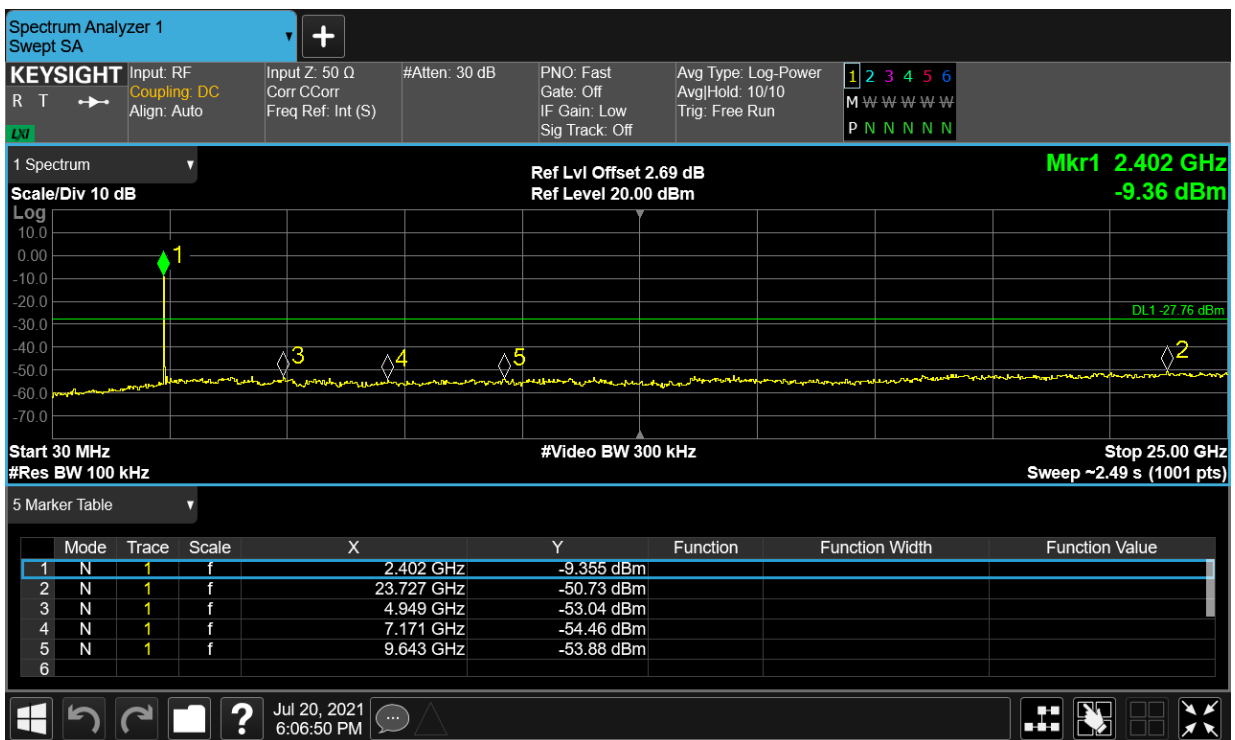 Spectrum Analyzer 1
Swept SA
KEYSIGHT Input: RF Input Z: 50 Ω #Atten: 30 dB PNO: Fast Avg Type: Log-Power 1 2 3 4 5 6
R T Coupling: DC Corr CCorr Gate: Off Avg|Hold: 10/10 M W W W W W
Align: Auto Freq Ref: Int (S) IF Gain: Low Trig: Free Run
LXI Sig Track: Off P N N N N N
1 Spectrum Ref Lvl Offset 2.69 dB Mkr1 2.402 GHz
Scale/Div 10 dB Ref Level 20.00 dBm -9.36 dBm
Log
10.0
0.00 1
-10.0
-20.0
DL1 -27.76 dBm
-30.0
-40.0 3 4 5 2
-50.0
-60.0
-70.0
Start 30 MHz #Video BW 300 kHz Stop 25.00 GHz
#Res BW 100 kHz Sweep ~2.49 s (1001 pts)
5 Marker Table
Mode Trace Scale X Y Function Function Width Function Value
1 N 1 f 2.402 GHz -9.355 dBm
2 N 1 f 23.727 GHz -50.73 dBm
3 N 1 f 4.949 GHz -53.04 dBm
4 N 1 f 7.171 GHz -54.46 dBm
5 N 1 f 9.643 GHz -53.88 dBm
6
? Jul 20, 2021
6:06:50 PM